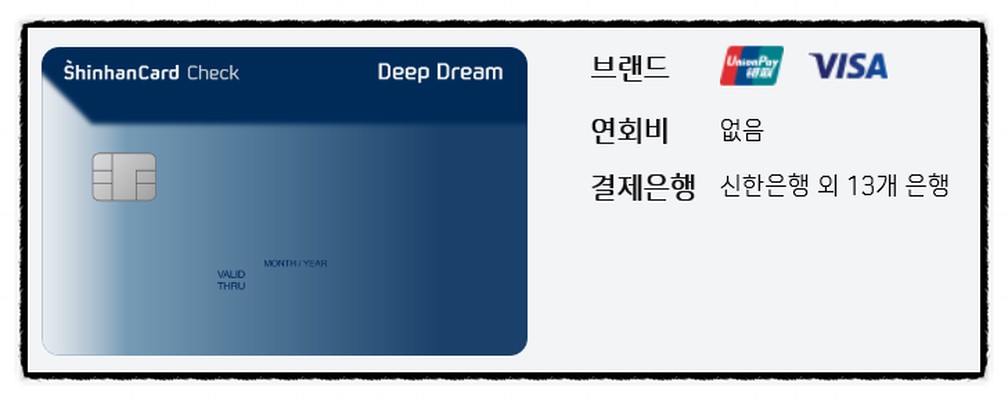 ShinhanCard Check
Deep Dream
VALID
THRU
MONTH / YEAR
브랜드 UnionPay 银联 VISA
연회비 없음
결제은행 신한은행 외 13개 은행